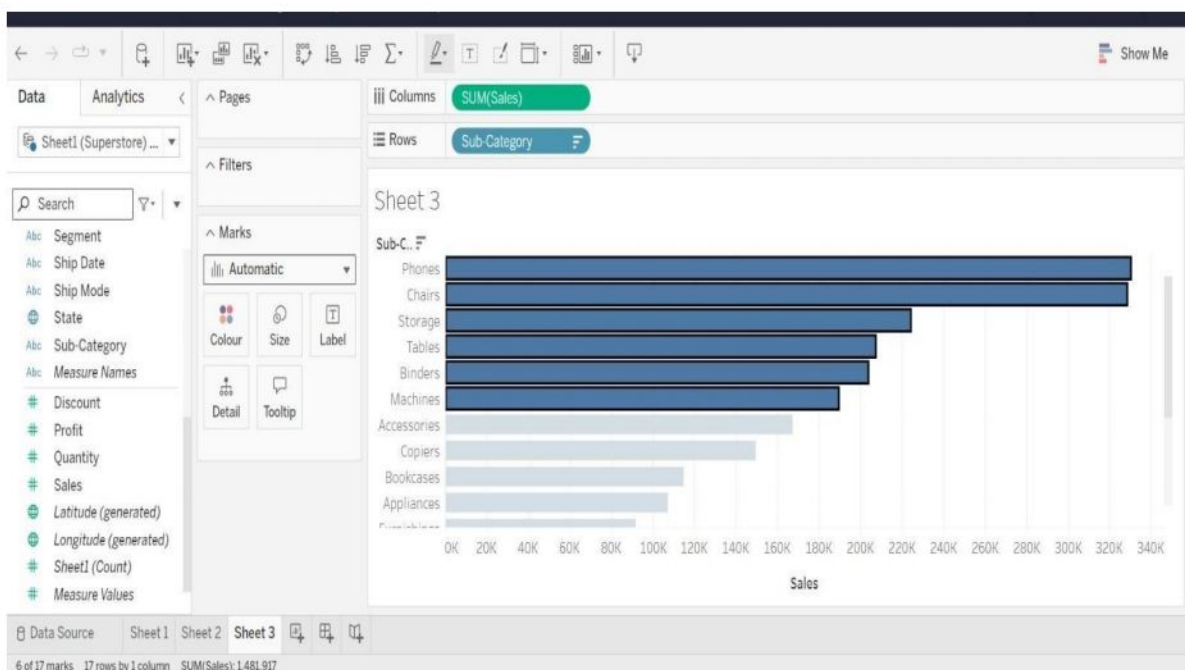 Show Me
Data Analytics
Sheet1 (Superstore) ...
Search
Abc Segment
Abc Ship Date
Abc Ship Mode
State
Abc Sub-Category
Abc Measure Names
# Discount
# Profit
# Quantity
# Sales
Latitude (generated)
Longitude (generated)
# Sheet1 (Count)
# Measure Values
Pages
Filters
Marks
Automatic
Colour Size Label
Detail Tooltip
Columns SUM(Sales)
Rows Sub-Category
Sheet 3
Sub-C..
Phones
Chairs
Storage
Tables
Binders
Machines
Accessories
Copiers
Bookcases
Appliances
0K 20K 40K 60K 80K 100K 120K 140K 160K 180K 200K 220K 240K 260K 280K 300K 320K 340K
Sales
Data Source Sheet 1 Sheet 2 Sheet 3
6 of 17 marks 17 rows by 1 column SUM(Sales): 1,481,917